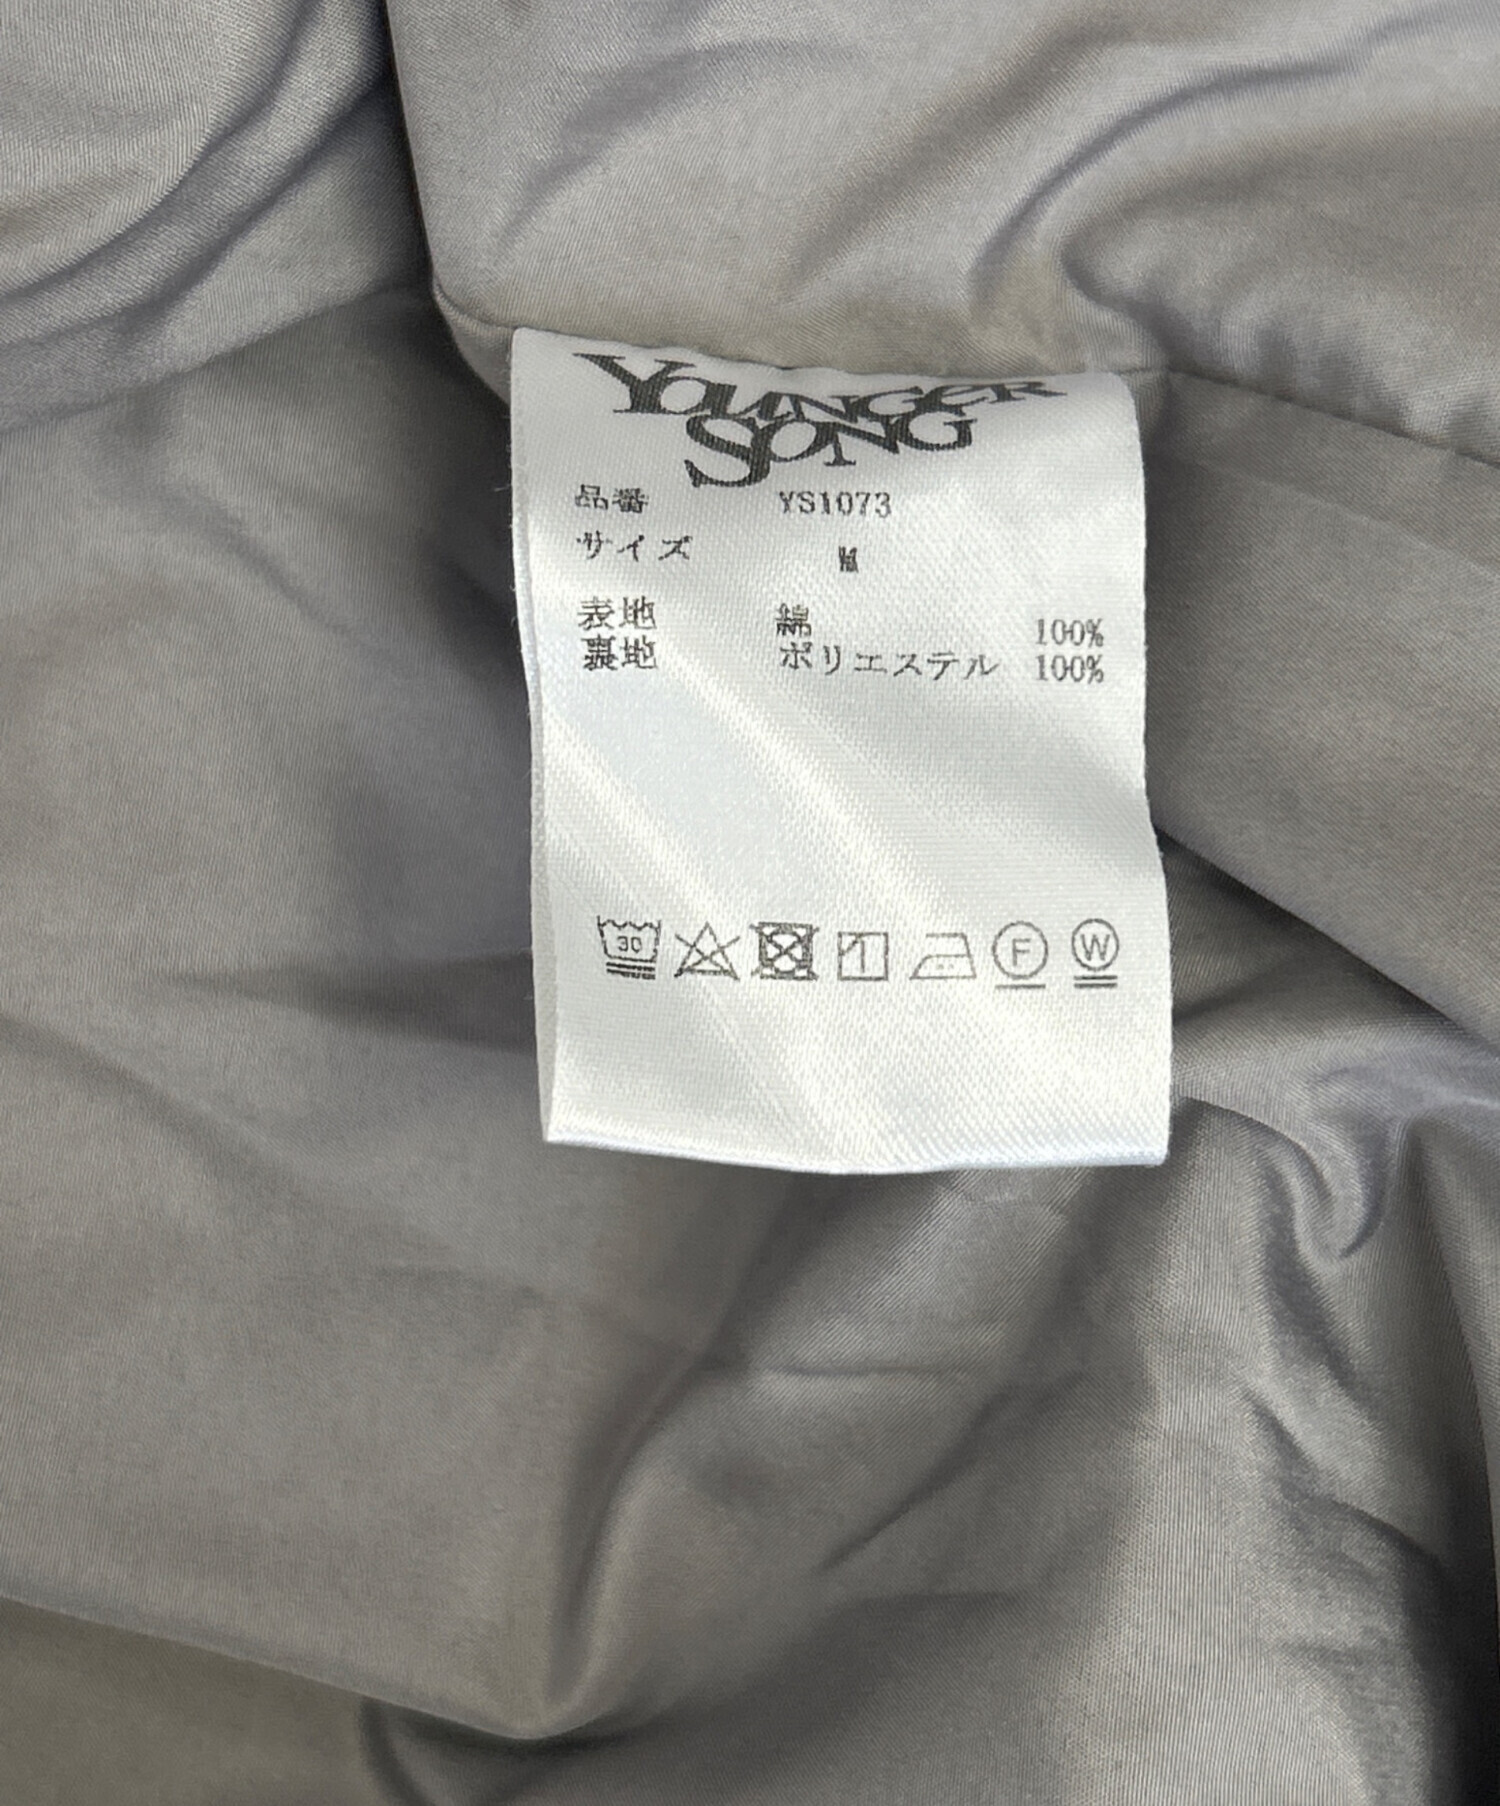 YOUNGER
SONG
品番 YS1073
サイズ M
表地 綿 100%
裏地 ポリエステル 100%
30 F W